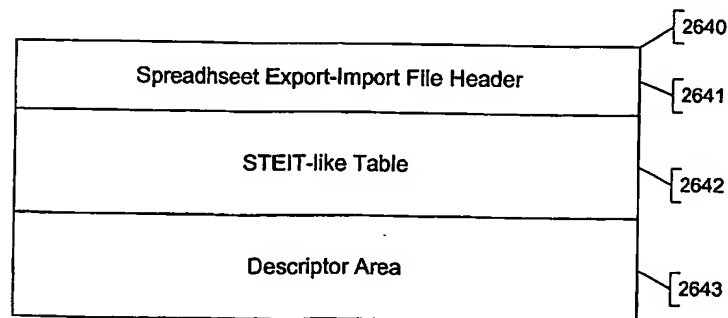 2640
Spreadhseet Export-Import File Header
2641
STEIT-like Table
2642
Descriptor Area
2643